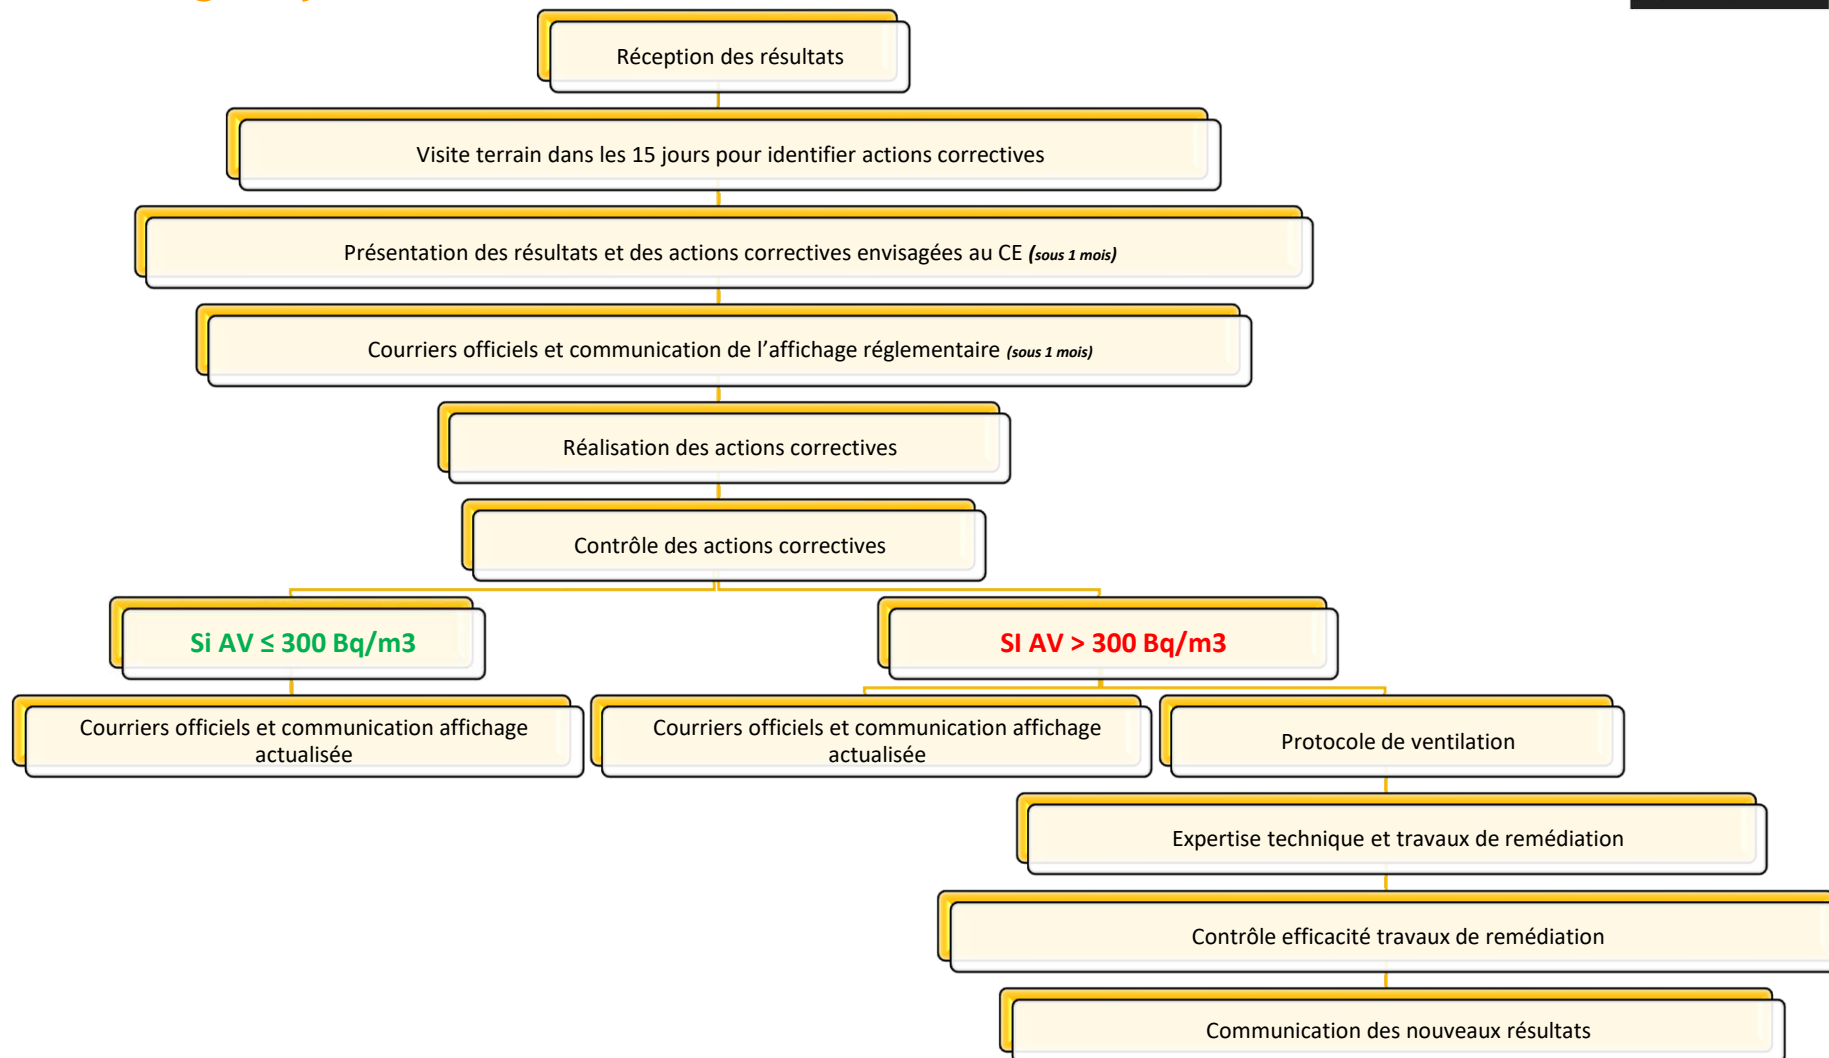 Réception des résultats
Visite terrain dans les 15 jours pour identifier actions correctives
Présentation des résultats et des actions correctives envisagées au CE (sous 1 mois)
Courriers officiels et communication de l’affichage réglementaire (sous 1 mois)
Réalisation des actions correctives
Contrôle des actions correctives
Si AV ≤ 300 Bq/m3
SI AV > 300 Bq/m3
Courriers officiels et communication affichage
actualisée
Courriers officiels et communication affichage
actualisée
Protocole de ventilation
Expertise technique et travaux de remédiation
Contrôle efficacité travaux de remédiation
Communication des nouveaux résultats